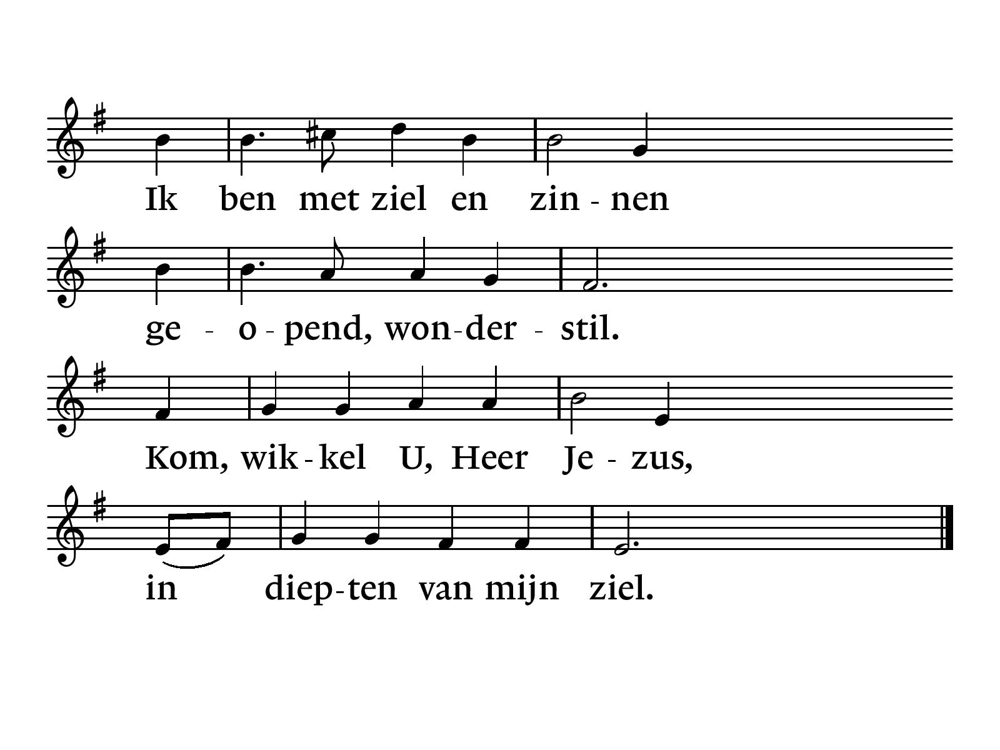 Ik ben met ziel en zin - nen
ge - o - pend, won - der - stil.
Kom, wik - kel U, Heer Je - zus,
in diep - ten van mijn ziel.